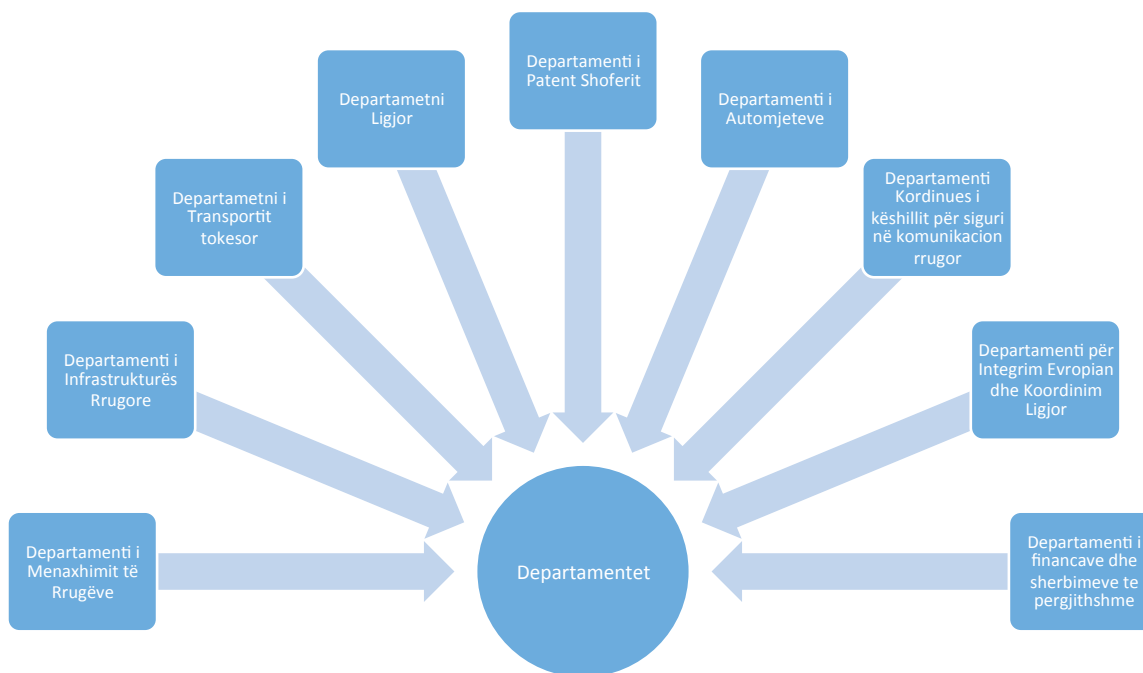 Departamenti i
Patent Shoferit
Departametni
Ligjor
Departamenti i
Automjeteve
Departametni i
Transportit
tokesor
Departamenti
Kordinues i
këshillit për siguri
në komunikacion
rrugor
Departamenti i
Infrastrukturës
Rrugore
Departamenti për
Integrim Evropian
dhe Koordinim
Ligjor
Departamenti i
Menaxhimit të
Rrugëve
Departamentet
Departamenti i
financave dhe
sherbimeve te
pergjithshme